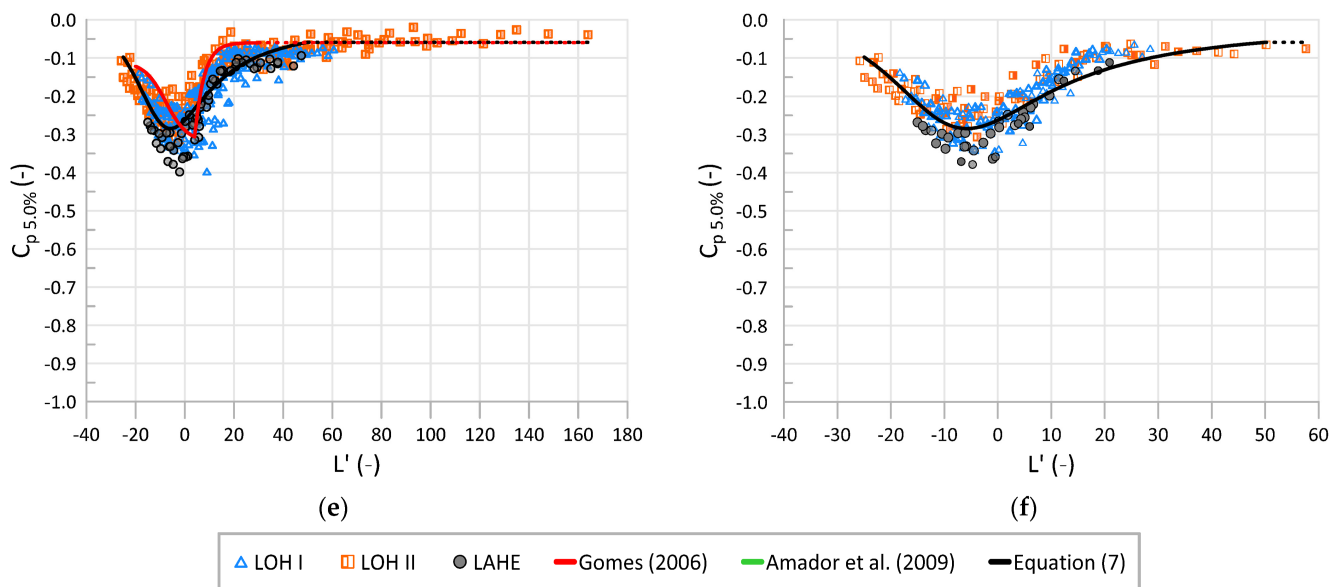 0.0
-0.1
-0.2
-0.3
-0.4
-0.5
-0.6
-0.7
-0.8
-0.9
-1.0
Cp 5.0% (-)
-40 -20 0 20 40 60 80 100 120 140 160 180
L' (-)
(e)
0.0
-0.1
-0.2
-0.3
-0.4
-0.5
-0.6
-0.7
-0.8
-0.9
-1.0
Cp 5.0% (-)
-40 -30 -20 -10 0 10 20 30 40 50 60
L' (-)
(f)
LOH I LOH II LAHE Gomes (2006) Amador et al. (2009) Equation (7)